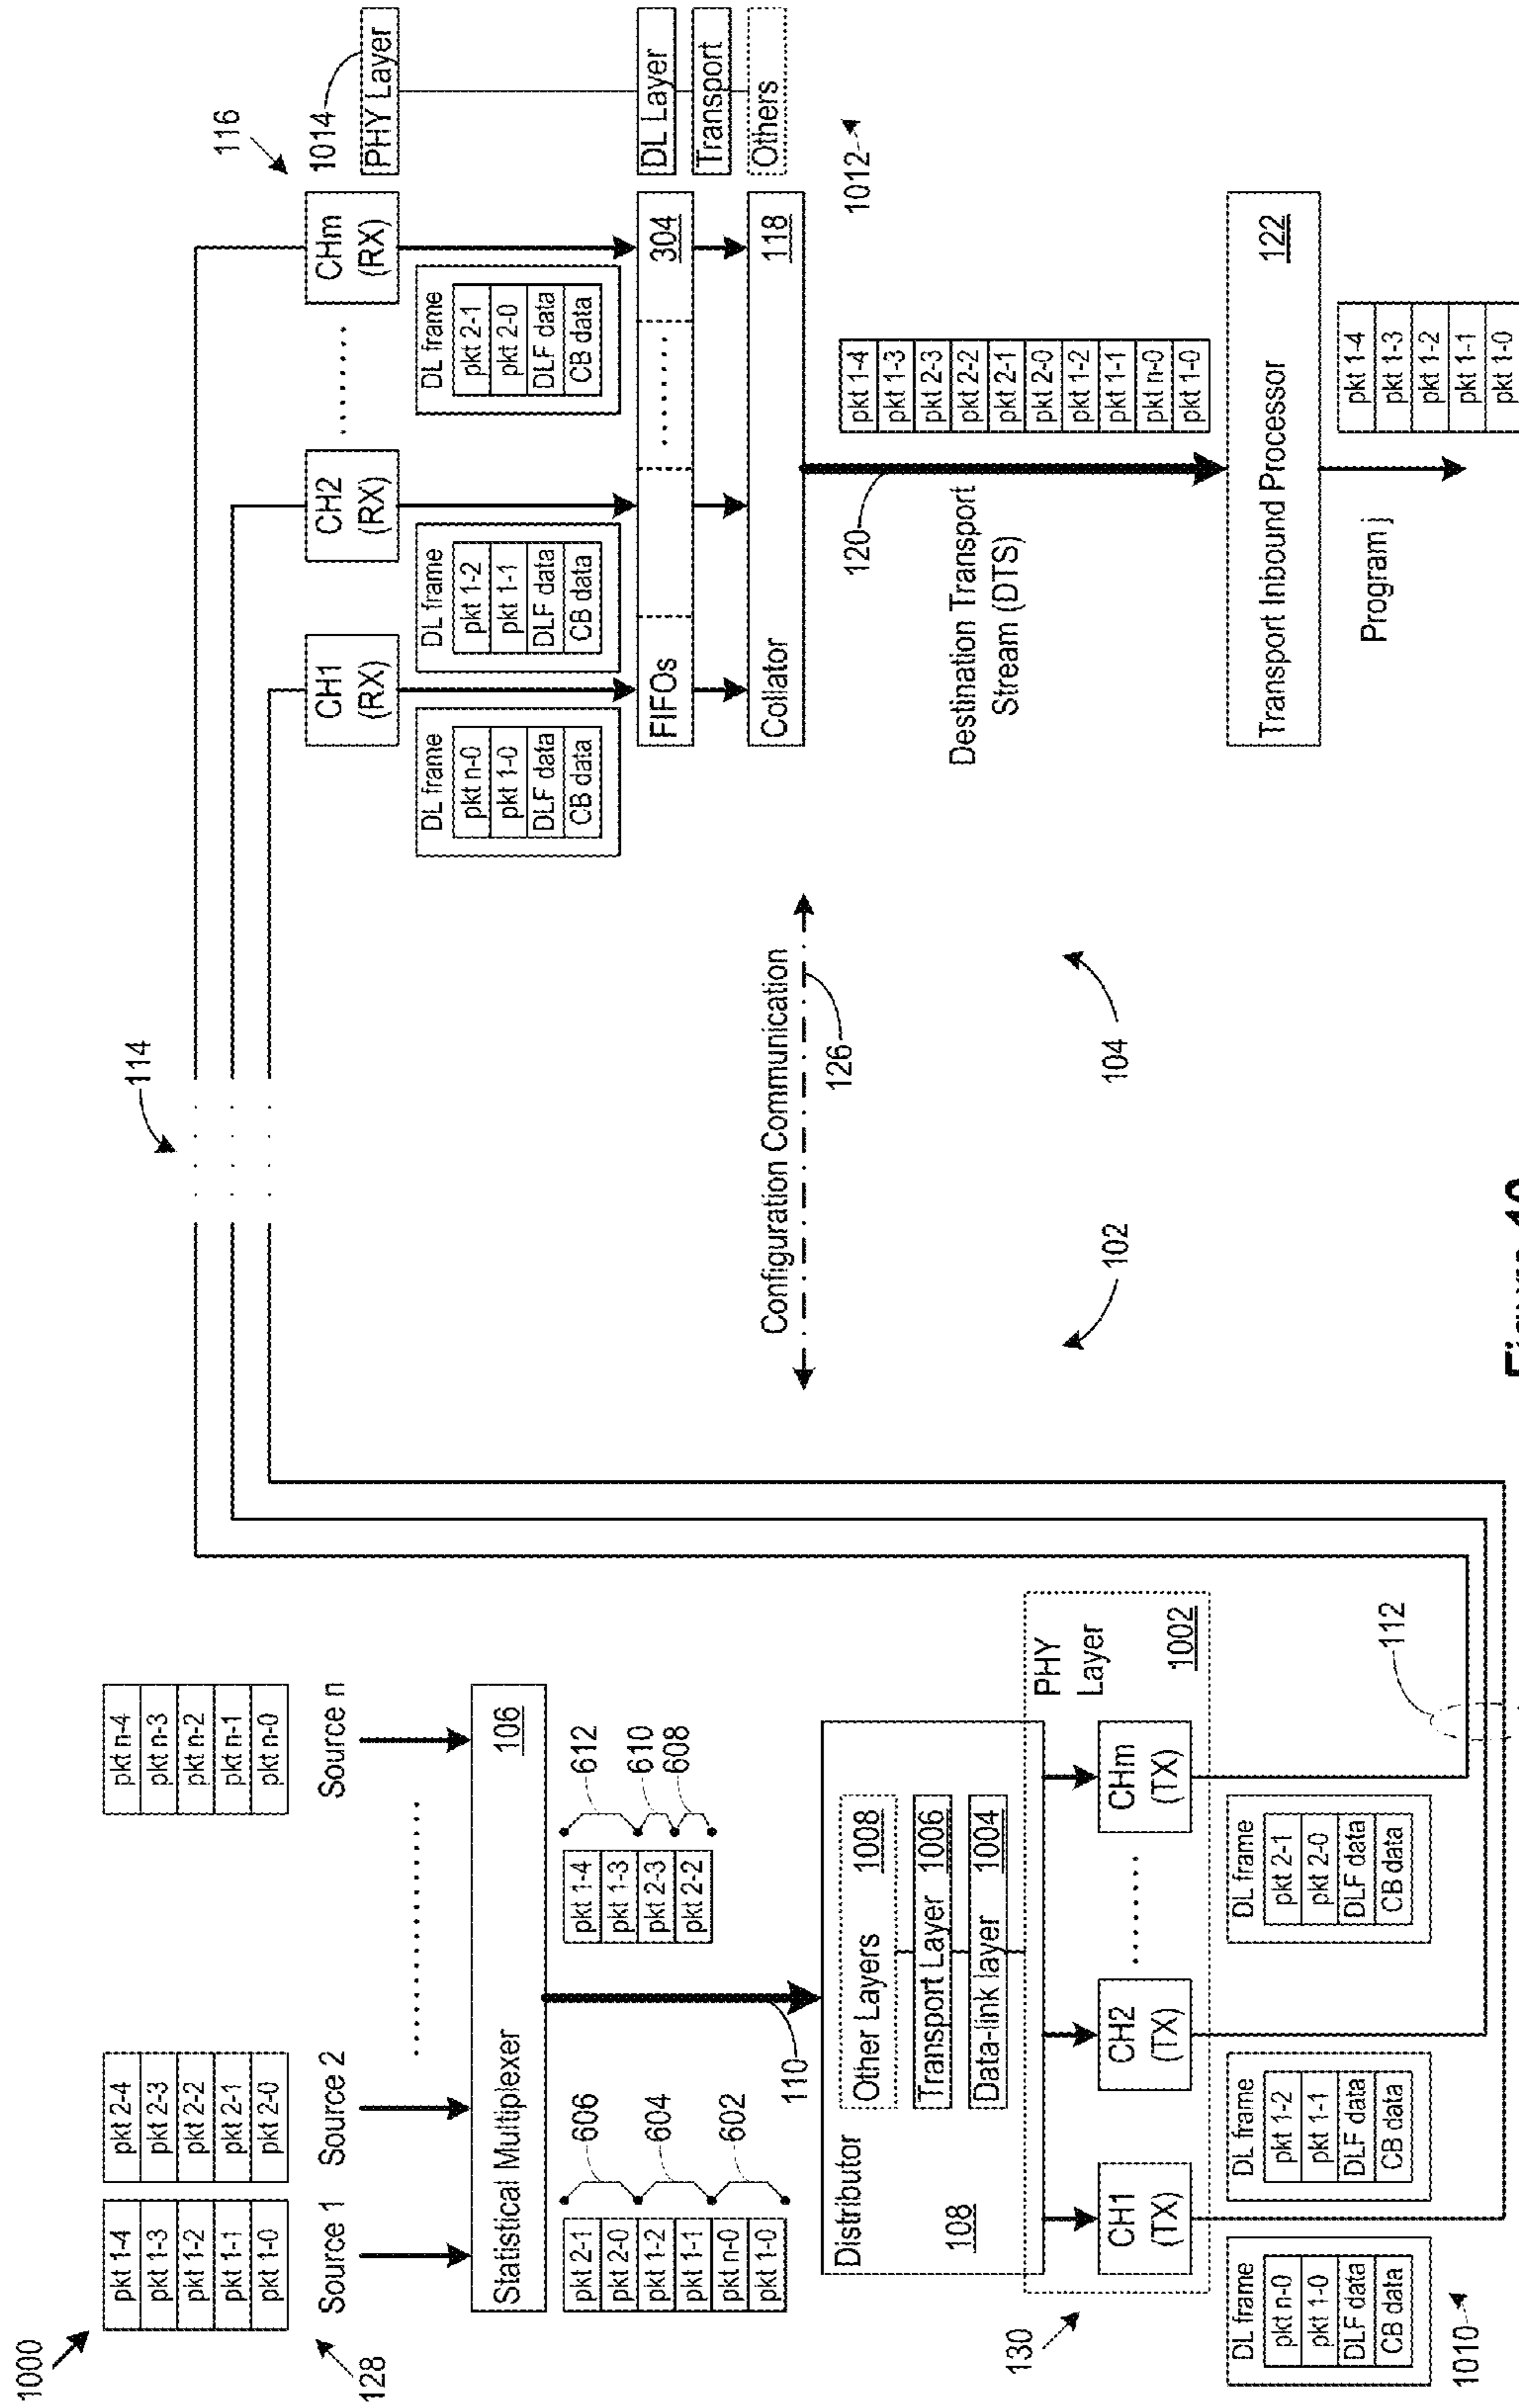 1000
pkt 1-4
pkt 1-3
pkt 1-2
pkt 1-1
pkt 1-0
pkt 2-4
pkt 2-3
pkt 2-2
pkt 2-1
pkt 2-0
pkt n-4
pkt n-3
pkt n-2
pkt n-1
pkt n-0
128
Source 1
Source 2
Source n
Statistical Multiplexer
106
pkt 2-1
pkt 2-0
pkt 1-2
pkt 1-1
pkt n-0
pkt 1-0
606
604
602
110
pkt 1-4
pkt 1-3
pkt 2-3
pkt 2-2
612
610
608
Distributor
108
Other Layers 1008
Transport Layer 1006
Data-link layer 1004
130
PHY
Layer
1002
CH1
(TX)
CH2
(TX)
CHm
(TX)
DL frame
pkt n-0
pkt 1-0
DLF data
CB data
DL frame
pkt 1-2
pkt 1-1
DLF data
CB data
DL frame
pkt 2-1
pkt 2-0
DLF data
CB data
1010
112
114
Configuration Communication
126
102
104
116
CH1
(RX)
CH2
(RX)
CHm
(RX)
1014
PHY Layer
DL Layer
Transport
Others
1012
DL frame
pkt n-0
pkt 1-0
DLF data
CB data
DL frame
pkt 1-2
pkt 1-1
DLF data
CB data
DL frame
pkt 2-1
pkt 2-0
DLF data
CB data
FIFOs
304
Collator
118
120
Destination Transport
Stream (DTS)
pkt 1-4
pkt 1-3
pkt 2-3
pkt 2-2
pkt 2-1
pkt 2-0
pkt 1-2
pkt 1-1
pkt n-0
pkt 1-0
Transport Inbound Processor
122
Program j
pkt 1-4
pkt 1-3
pkt 1-2
pkt 1-1
pkt 1-0